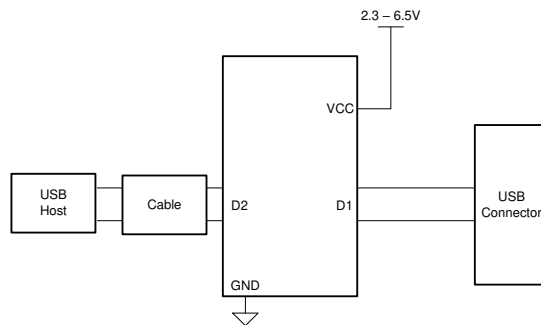 2.3 – 6.5V
VCC
USB
Host
Cable
D2
D1
USB
Connector
GND